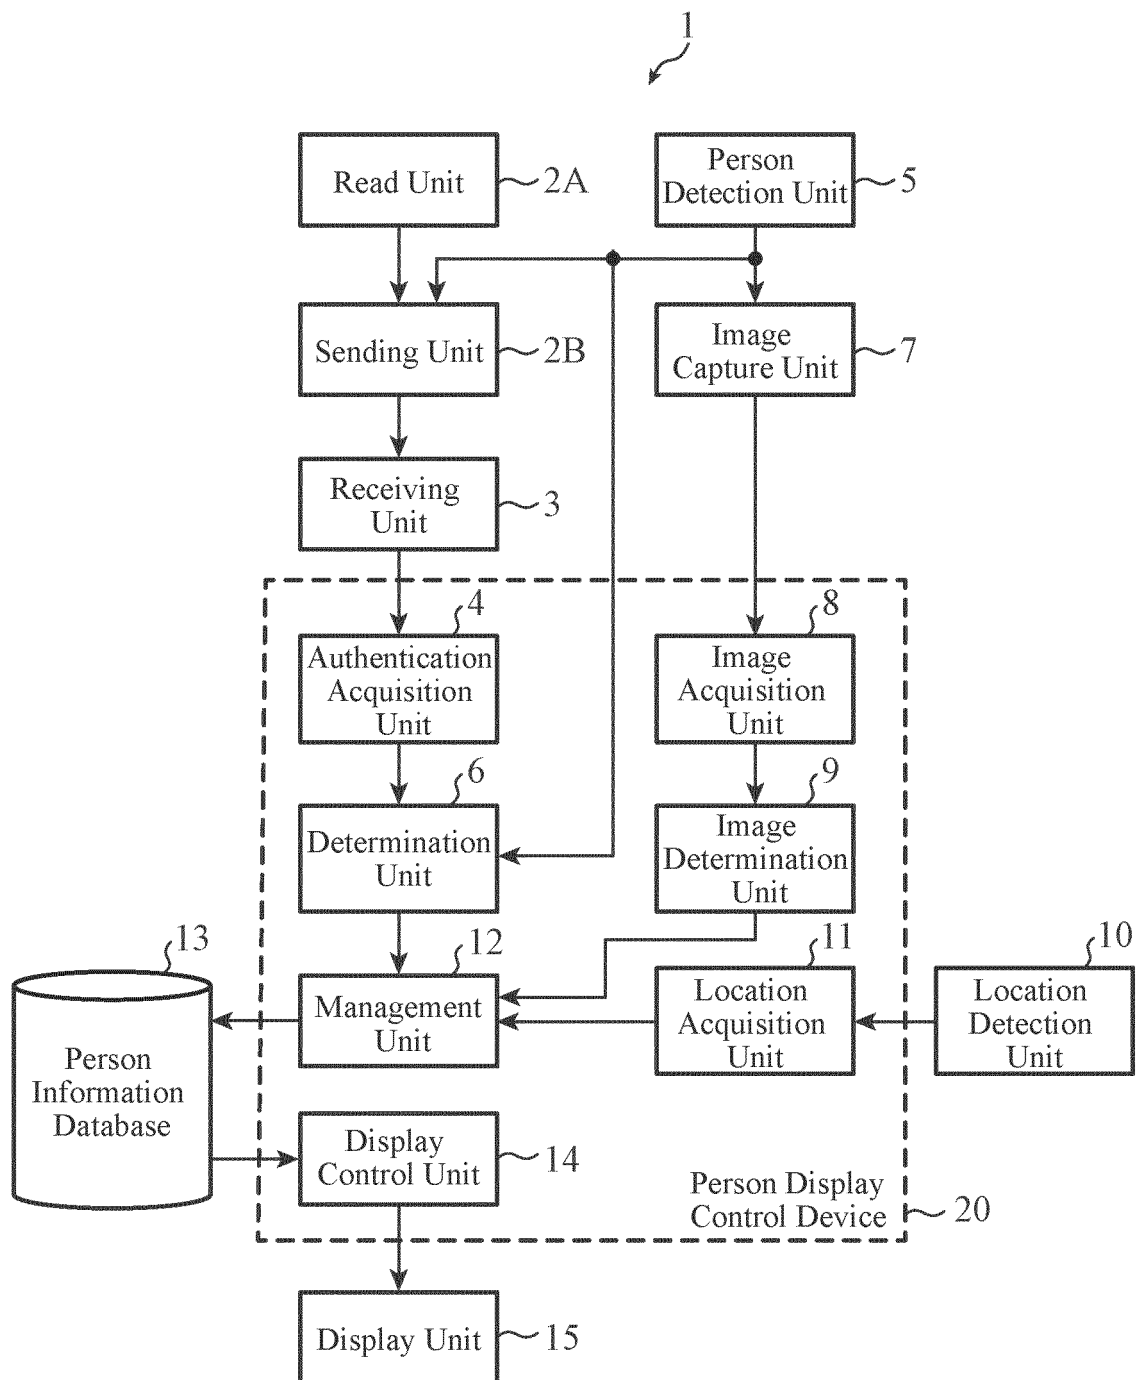 1
Read Unit
2A
Person
Detection Unit
5
Sending Unit
2B
Image
Capture Unit
7
Receiving
Unit
3
4
Authentication
Acquisition
Unit
8
Image
Acquisition
Unit
6
Determination
Unit
9
Image
Determination
Unit
13
Person
Information
Database
12
Management
Unit
11
Location
Acquisition
Unit
10
Location
Detection
Unit
Display
Control Unit
14
Person Display
Control Device
20
Display Unit
15